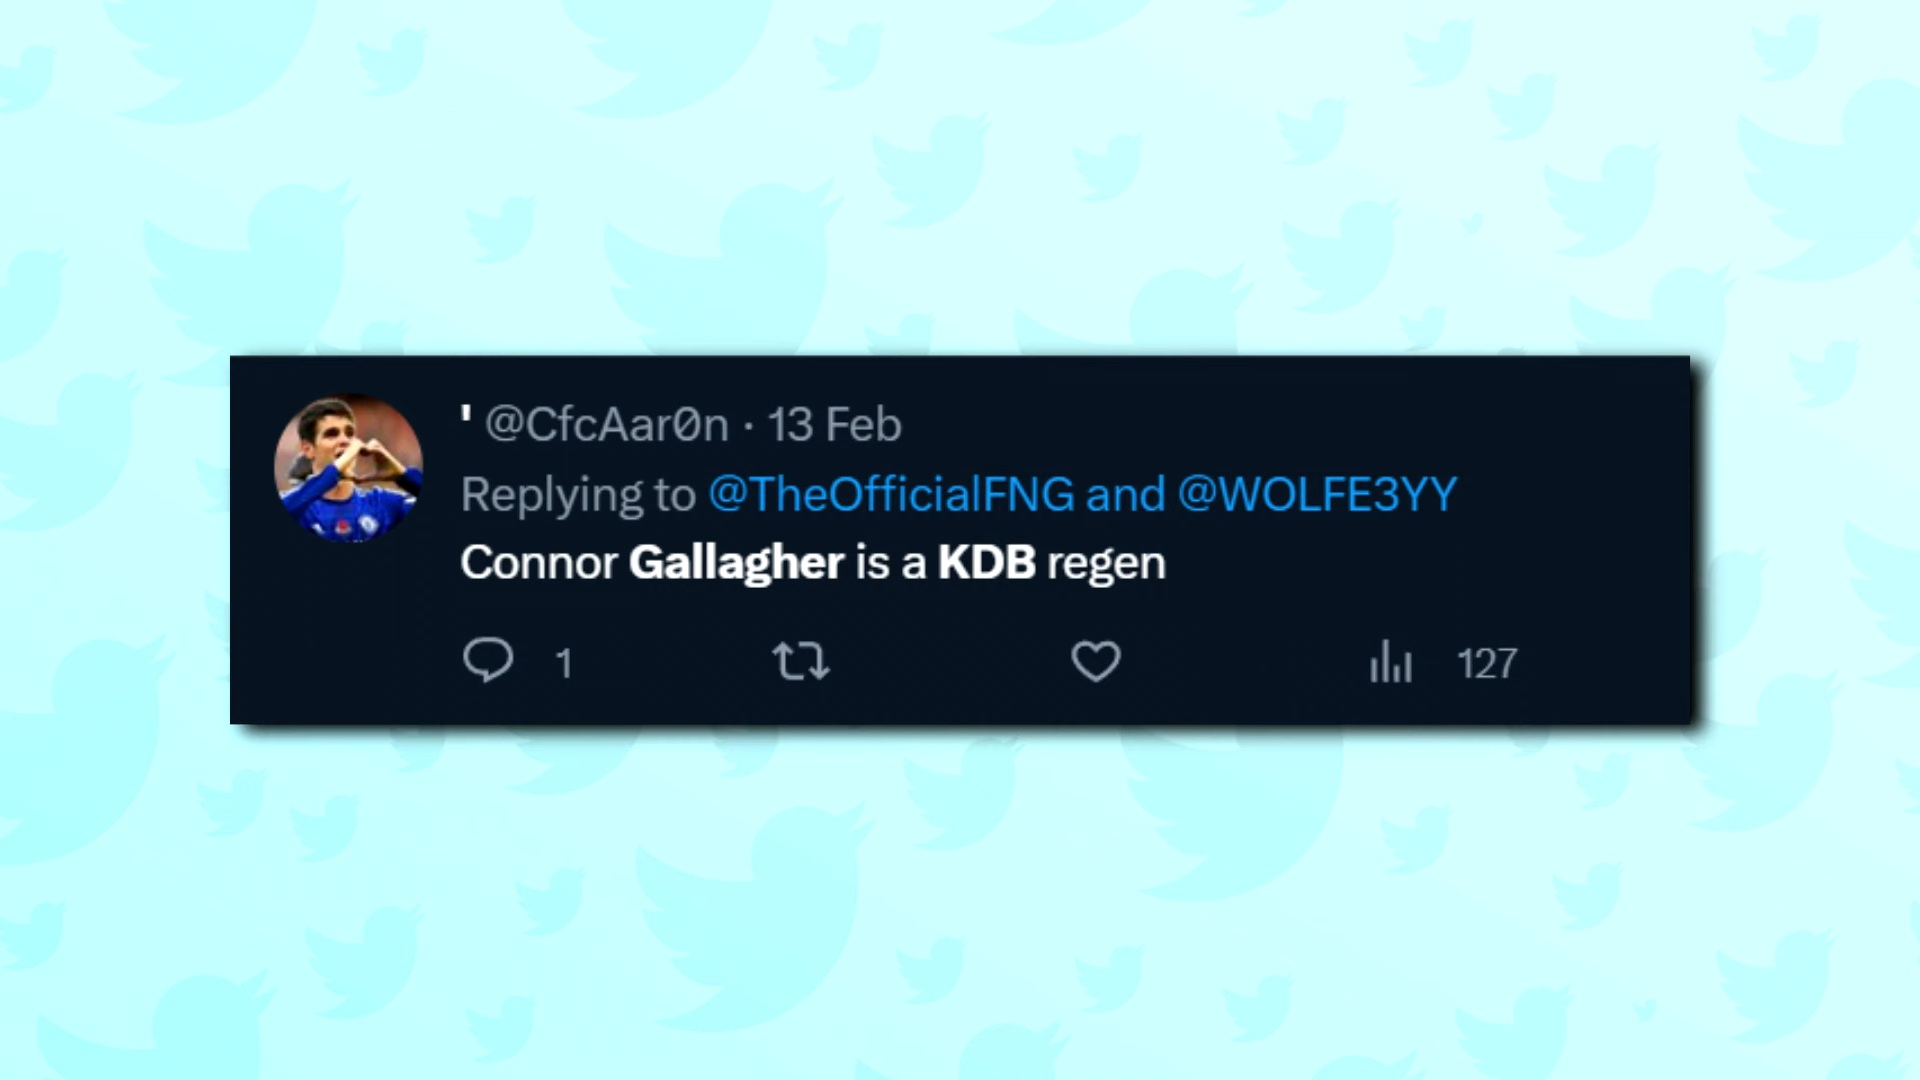 ' @CfcAar0n · 13 Feb
Replying to @TheOfficialFNG and @WOLFE3YY
Connor Gallagher is a KDB regen
1 127